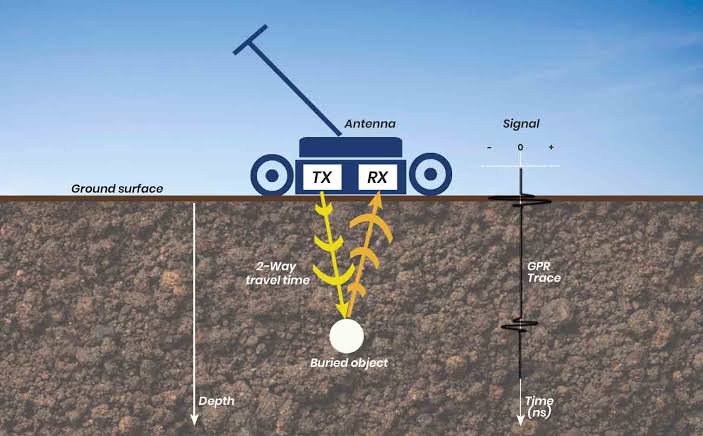 Antenna
Signal
- 0 +
TX RX
Ground surface
2-Way
travel time
GPR
Trace
Buried object
Depth
Time
(ns)